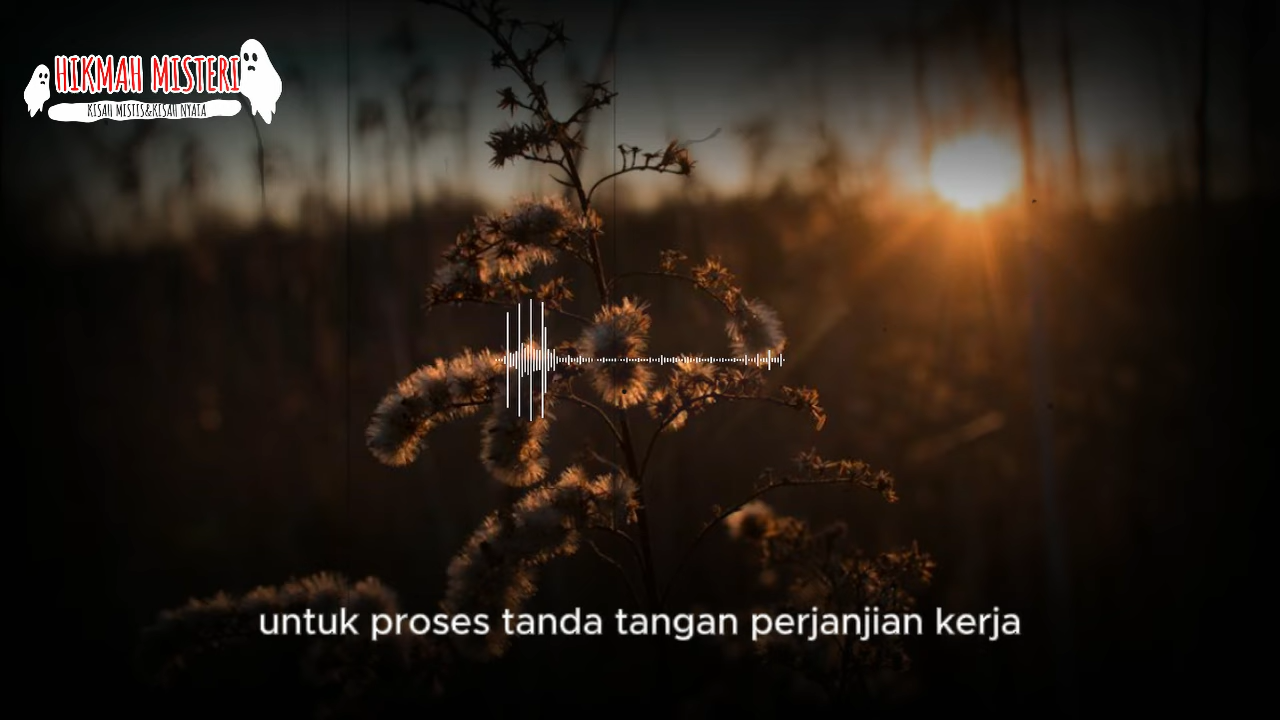 HIKMAH MISTERI
KISAH MISTIS&KISAH NYATA
untuk proses tanda tangan perjanjian kerja